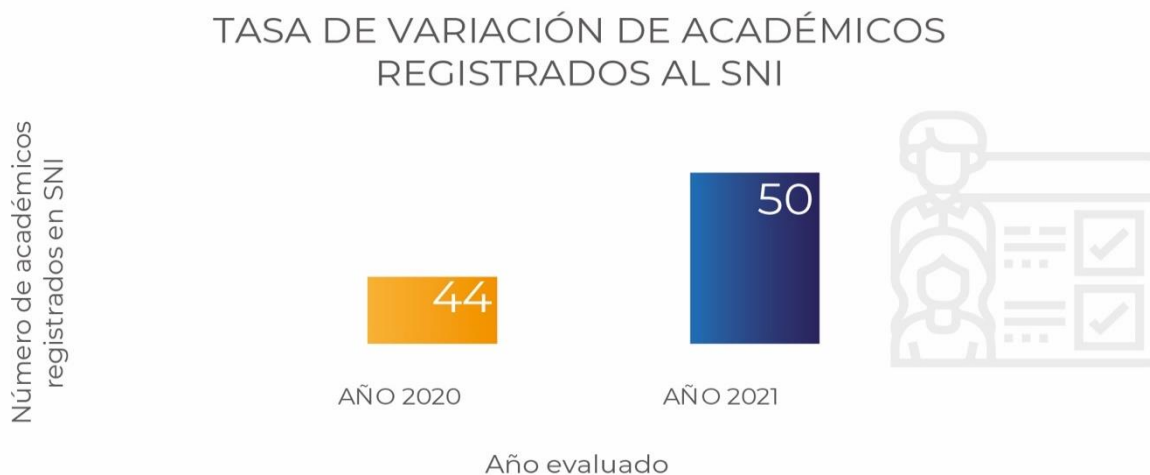 TASA DE VARIACIÓN DE ACADÉMICOS
REGISTRADOS AL SNI
Número de académicos
registrados en SNI
44
50
AÑO 2020
AÑO 2021
Año evaluado